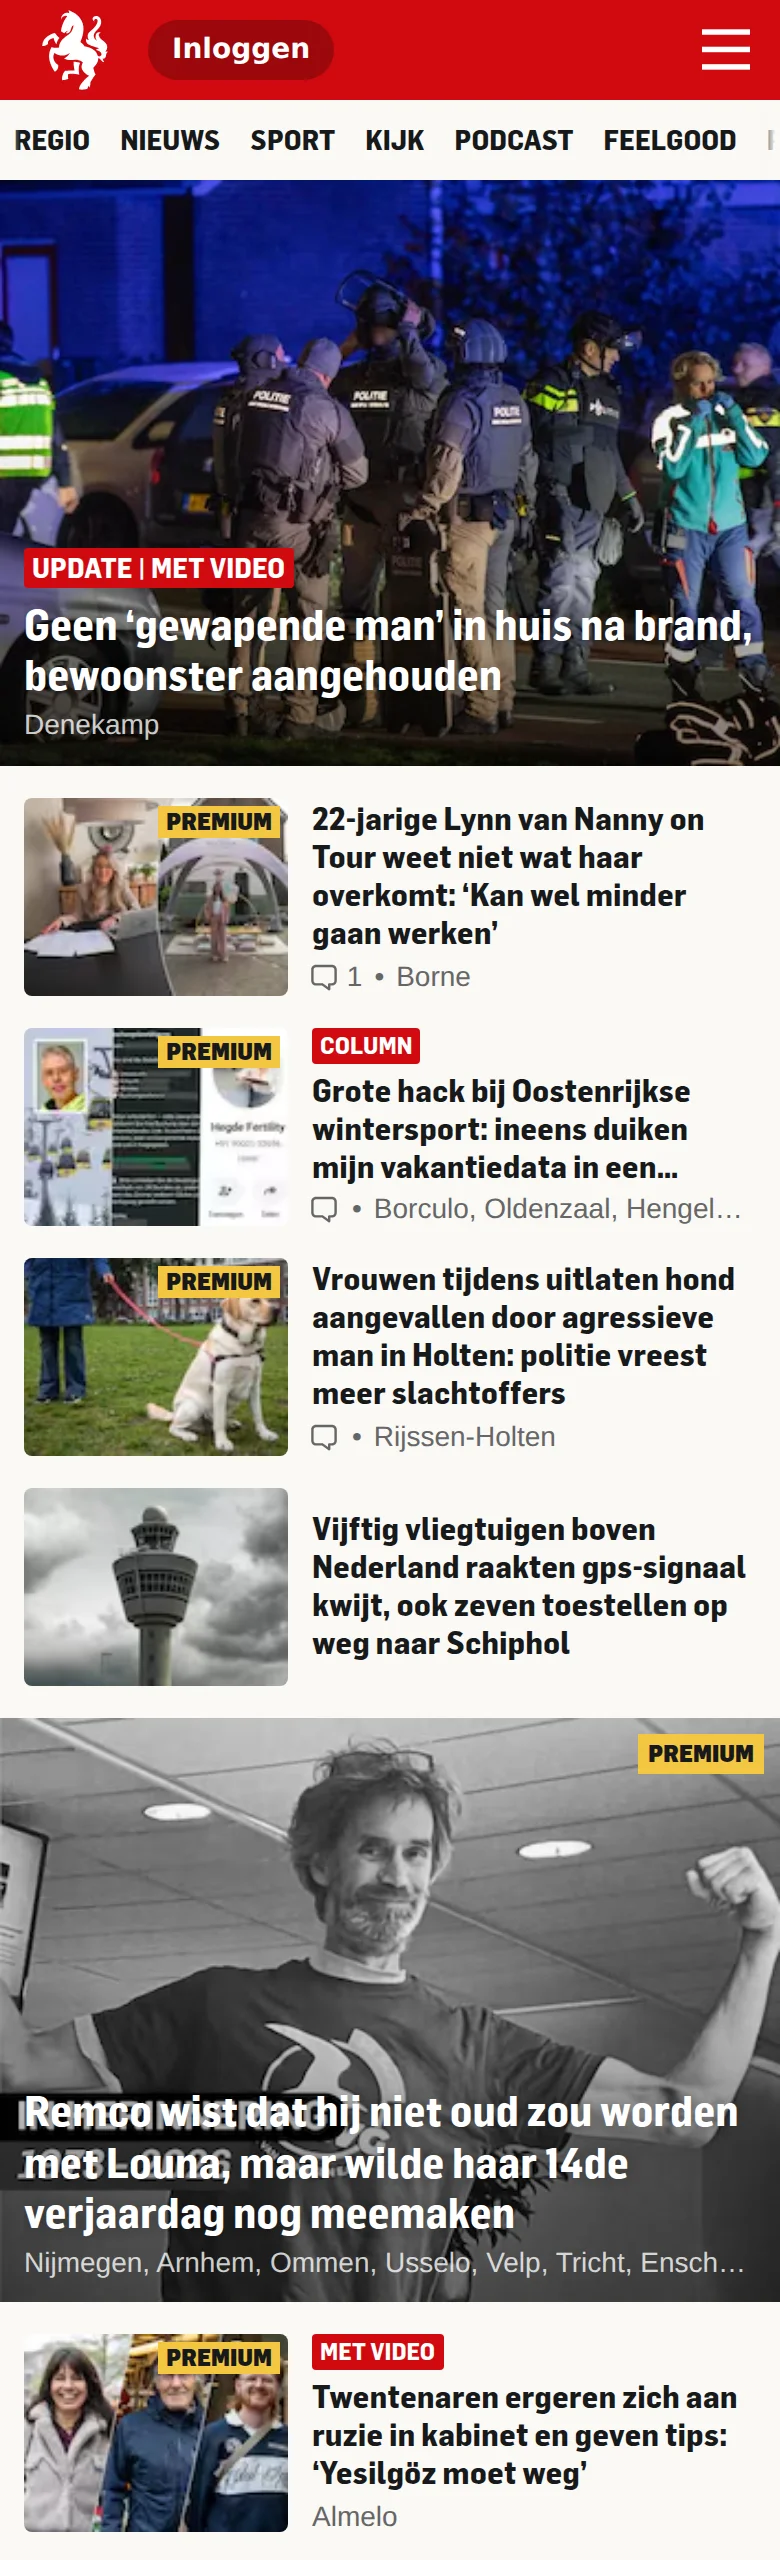 Inloggen
REGIO NIEUWS SPORT KIJK PODCAST FEELGOOD
POLITIE
POLITIE
POLITIE
UPDATE | MET VIDEO
Geen ‘gewapende man’ in huis na brand,
bewoonster aangehouden
Denekamp
PREMIUM
22-jarige Lynn van Nanny on
Tour weet niet wat haar
overkomt: ‘Kan wel minder
gaan werken’
1 • Borne
PREMIUM
Hegde Fertility
COLUMN
Grote hack bij Oostenrijkse
wintersport: ineens duiken
mijn vakantiedata in een...
• Borculo, Oldenzaal, Hengel...
PREMIUM
Vrouwen tijdens uitlaten hond
aangevallen door agressieve
man in Holten: politie vreest
meer slachtoffers
• Rijssen-Holten
Vijftig vliegtuigen boven
Nederland raakten gps-signaal
kwijt, ook zeven toestellen op
weg naar Schiphol
PREMIUM
Remco wist dat hij niet oud zou worden
met Louna, maar wilde haar 14de
verjaardag nog meemaken
Nijmegen, Arnhem, Ommen, Usselo, Velp, Tricht, Ensch...
PREMIUM
MET VIDEO
Twentenaren ergeren zich aan
ruzie in kabinet en geven tips:
‘Yesilgöz moet weg’
Almelo